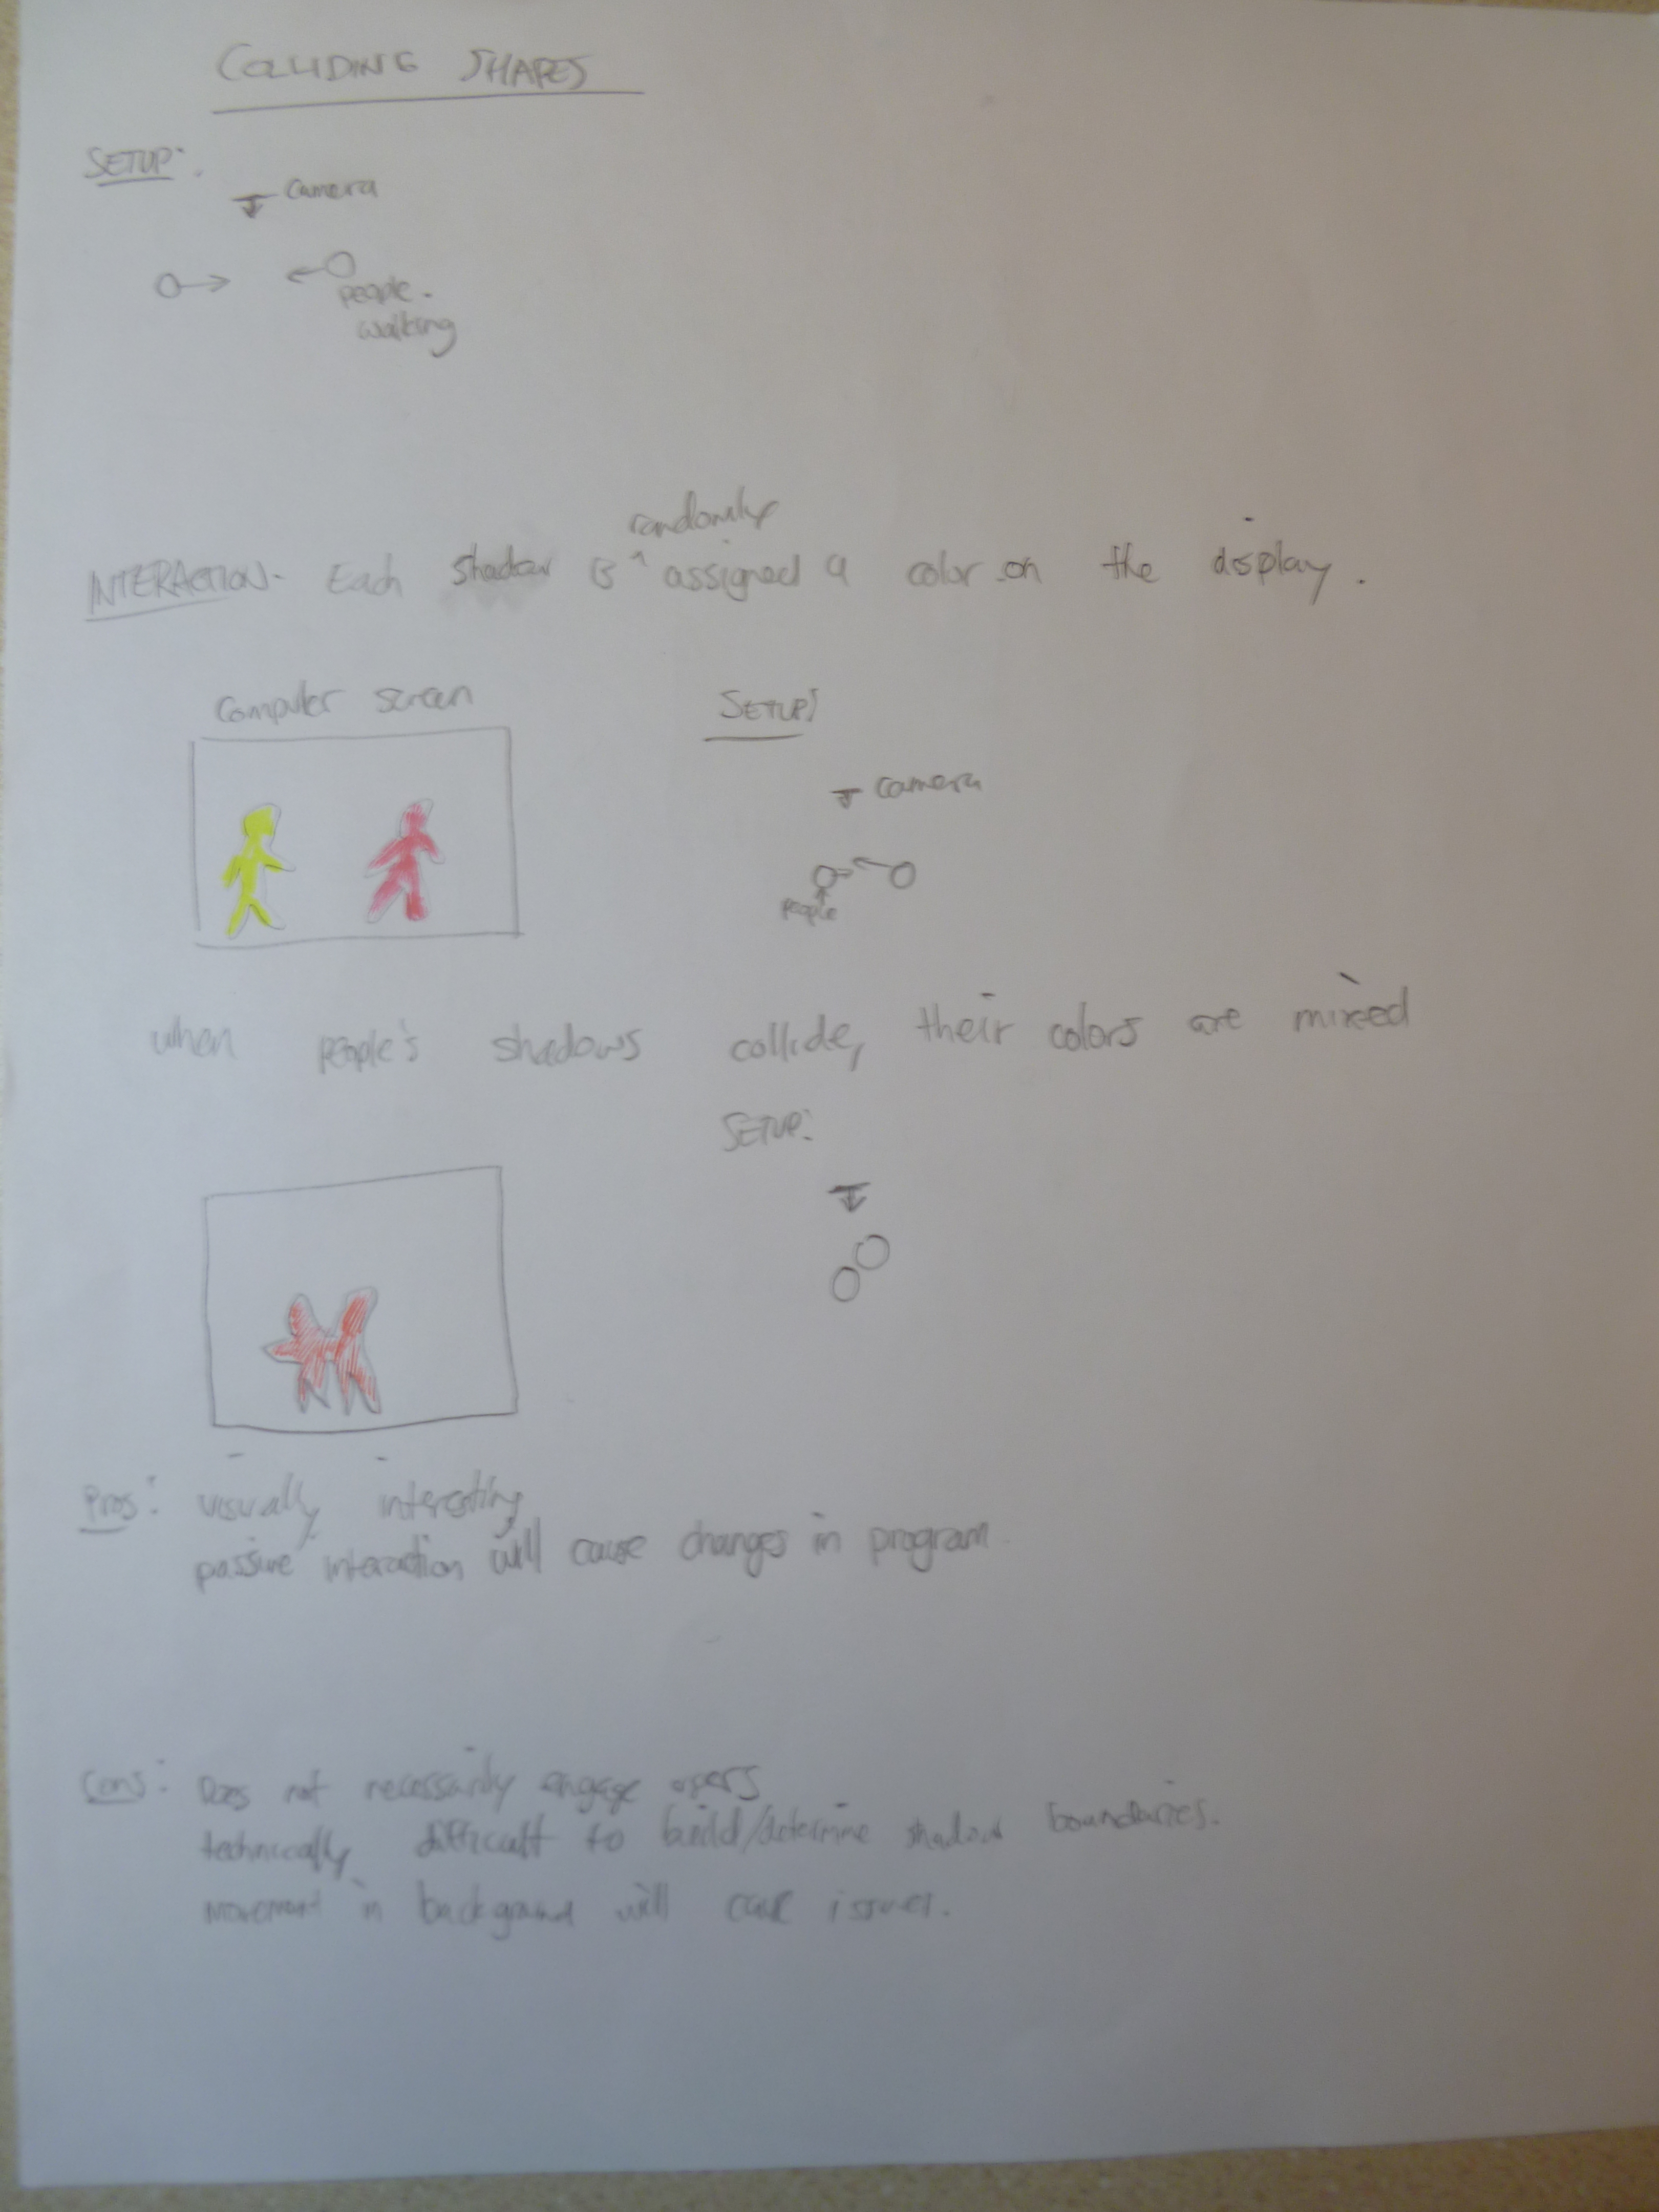 COLLIDING SHAPES
SETUP:
camera
people
walking
randomly
INTERACTION- Each shadow is ^ assigned a color on the display.
Computer screen
SETUP:
camera
people
when people's shadows collide, their colors are mixed
SETUP:
Pros: visually interesting
passive interaction will cause changes in program.
Cons: Does not necessarily engage users
technically difficult to build/determine shadow boundaries.
movement in background will cause issues.